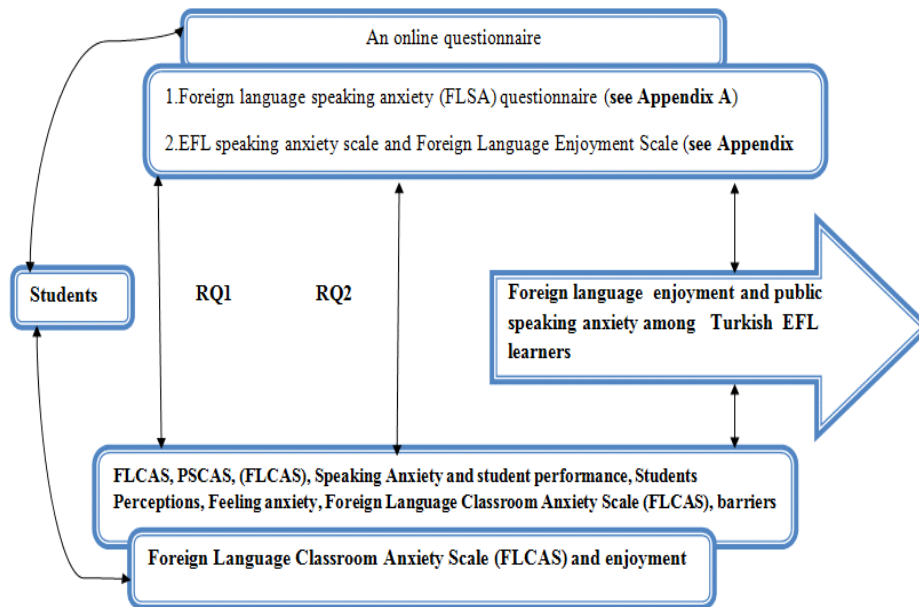 An online questionnaire
1.Foreign language speaking anxiety (FLSA) questionnaire (see Appendix A)
2.EFL speaking anxiety scale and Foreign Language Enjoyment Scale (see Appendix
Students
RQ1
RQ2
Foreign language enjoyment and public
speaking anxiety among Turkish EFL
learners
FLCAS, PSCAS, (FLCAS), Speaking Anxiety and student performance, Students
Perceptions, Feeling anxiety, Foreign Language Classroom Anxiety Scale (FLCAS), barriers
Foreign Language Classroom Anxiety Scale (FLCAS) and enjoyment